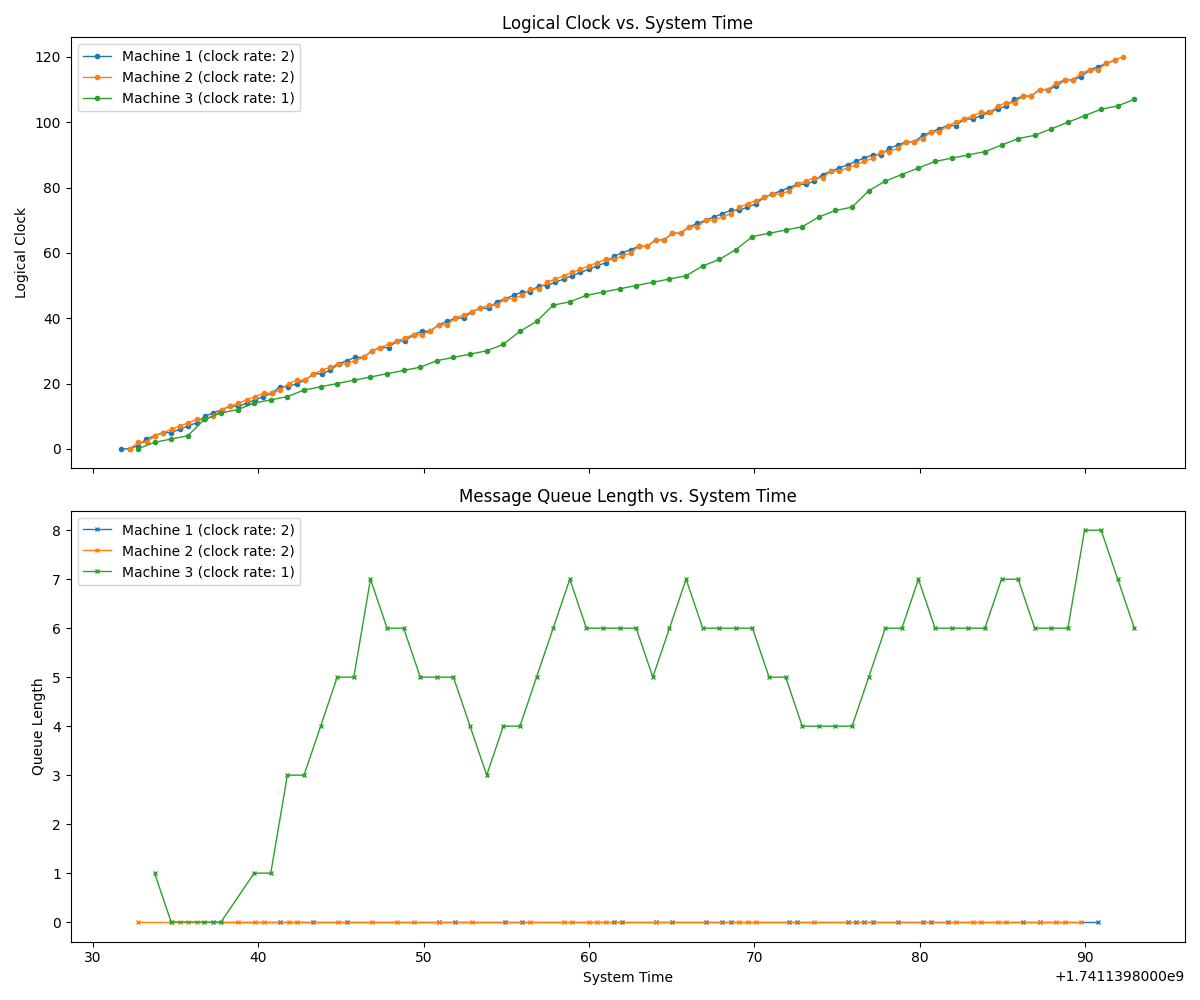 Logical Clock vs. System Time
Machine 1 (clock rate: 2)
Machine 2 (clock rate: 2)
Machine 3 (clock rate: 1)
Logical Clock
120
100
80
60
40
20
0
Message Queue Length vs. System Time
Machine 1 (clock rate: 2)
Machine 2 (clock rate: 2)
Machine 3 (clock rate: 1)
Queue Length
8
7
6
5
4
3
2
1
0
30 40 50 60 70 80 90
System Time
+1.7411398000e9